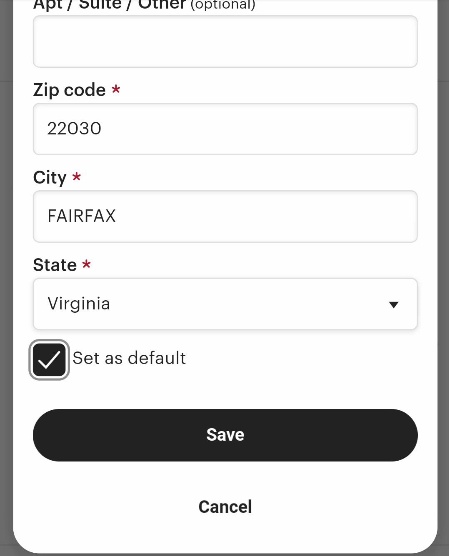 Apt / Suite / Other (optional)
Zip code *
22030
City *
FAIRFAX
State *
Virginia
Set as default
Save
Cancel